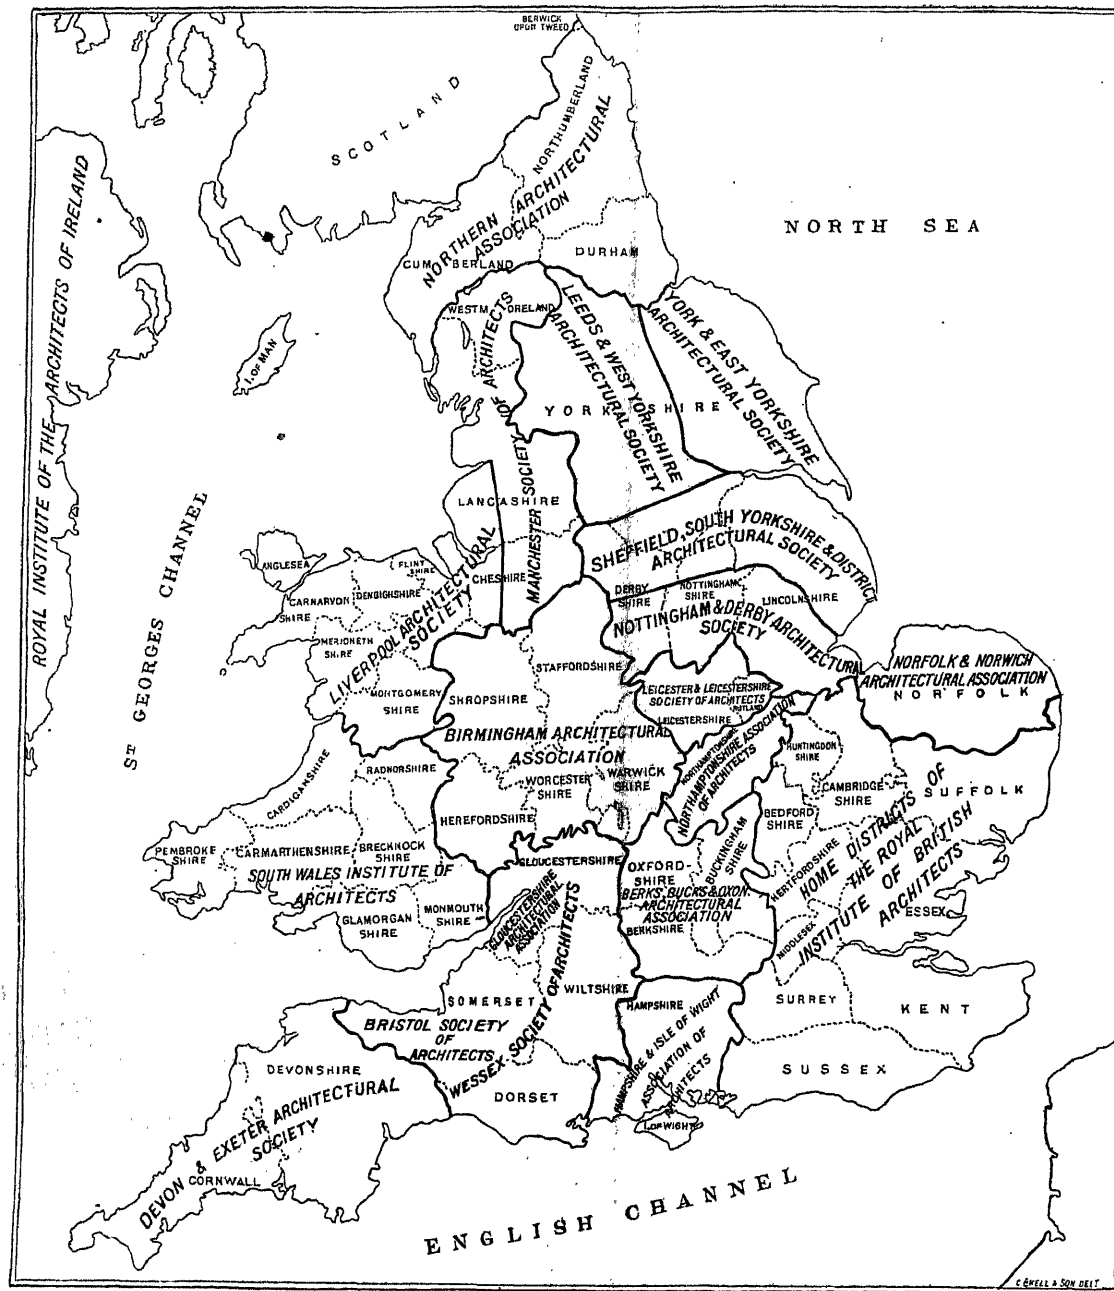 BERWICK
UPON TWEED
SCOTLAND
NORTHUMBERLAND
NORTHERN ARCHITECTURAL
ASSOCIATION
CUMBERLAND
DURHAM
NORTH SEA
ROYAL INSTITUTE OF THE ARCHITECTS OF IRELAND
I. OF MAN
WESTMORELAND
MANCHESTER SOCIETY OF ARCHITECTS
LEEDS & WEST YORKSHIRE
ARCHITECTURAL SOCIETY
YORK & EAST YORKSHIRE
ARCHITECTURAL SOCIETY
YORKSHIRE
LANCASHIRE
ST GEORGES CHANNEL
SHEFFIELD, SOUTH YORKSHIRE & DISTRICT
ARCHITECTURAL SOCIETY
ANGLESEA
FLINT
SHIRE
CHESHIRE
CARNARVON
SHIRE
DENBIGHSHIRE
LIVERPOOL ARCHITECTURAL
SOCIETY
DERBY
SHIRE
NOTTINGHAM
SHIRE
LINCOLNSHIRE
NOTTINGHAM & DERBY ARCHITECTURAL
SOCIETY
MERIONETH
SHIRE
MONTGOMERY
SHIRE
SHROPSHIRE
STAFFORDSHIRE
LEICESTER & LEICESTERSHIRE
SOCIETY OF ARCHITECTS
RUTLAND
LEICESTERSHIRE
NORFOLK & NORWICH
ARCHITECTURAL ASSOCIATION
NORFOLK
BIRMINGHAM ARCHITECTURAL
ASSOCIATION
NORTHAMPTONSHIRE
NORTHAMPTONSHIRE ASSOCIATION
OF ARCHITECTS
HUNTINGDON
SHIRE
CAMBRIDGE
SHIRE
SUFFOLK
RADNORSHIRE
CARDIGANSHIRE
WORCESTER
SHIRE
WARWICK
SHIRE
HEREFORDSHIRE
BEDFORD
SHIRE
BUCKINGHAM
SHIRE
HERTFORDSHIRE
HOME DISTRICTS OF
THE ROYAL
INSTITUTE OF BRITISH
ARCHITECTS
PEMBROKE
SHIRE
CARMARTHENSHIRE
BRECKNOCK
SHIRE
SOUTH WALES INSTITUTE OF
ARCHITECTS
GLAMORGAN
SHIRE
MONMOUTH
SHIRE
GLOUCESTERSHIRE
GLOUCESTERSHIRE
ARCHITECTURAL
ASSOCIATION
OXFORD
SHIRE
BERKS, BUCKS & OXON.
ARCHITECTURAL
ASSOCIATION
BERKSHIRE
MIDDLESEX
ESSEX
SOMERSET
WILTSHIRE
WESSEX SOCIETY OF ARCHITECTS
BRISTOL SOCIETY
OF
ARCHITECTS
HAMPSHIRE
HAMPSHIRE & ISLE OF WIGHT
ASSOCIATION OF
ARCHITECTS
SURREY
KENT
SUSSEX
DEVONSHIRE
DORSET
I. OF WIGHT
DEVON & EXETER ARCHITECTURAL
SOCIETY
CORNWALL
ENGLISH CHANNEL